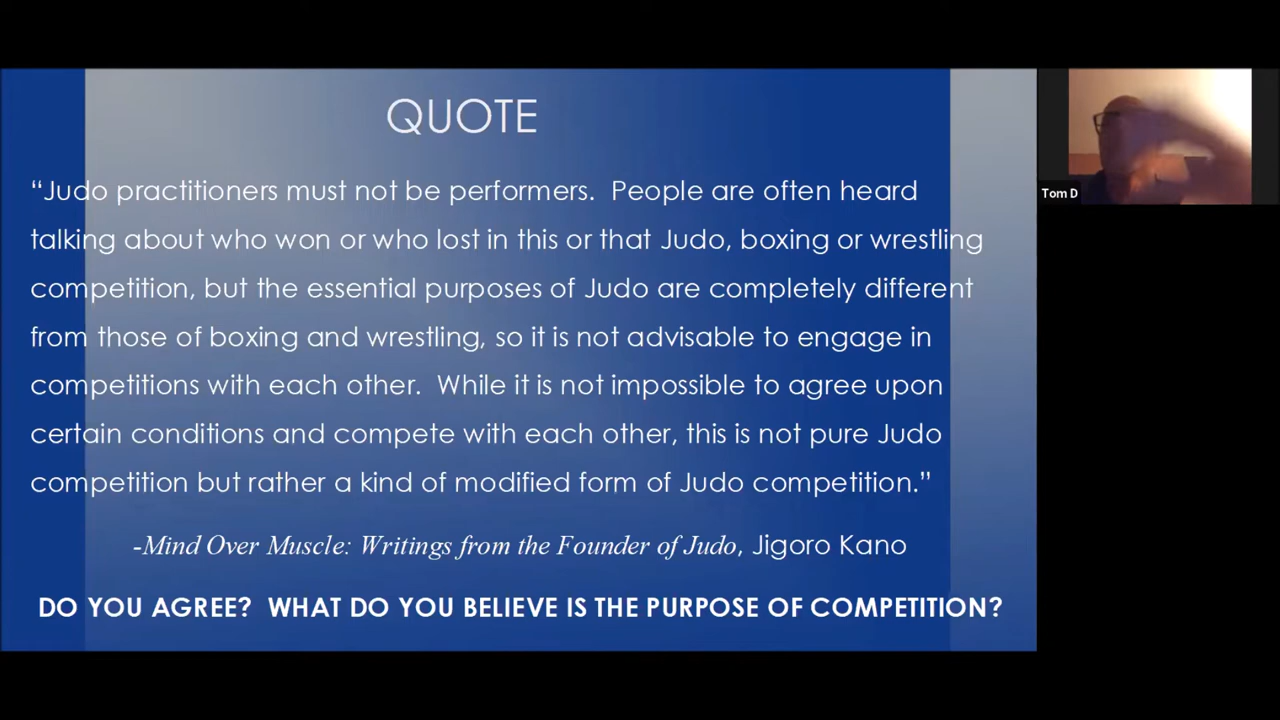 QUOTE
“Judo practitioners must not be performers.  People are often heard
talking about who won or who lost in this or that Judo, boxing or wrestling
competition, but the essential purposes of Judo are completely different
from those of boxing and wrestling, so it is not advisable to engage in
competitions with each other.  While it is not impossible to agree upon
certain conditions and compete with each other, this is not pure Judo
competition but rather a kind of modified form of Judo competition.”
-Mind Over Muscle: Writings from the Founder of Judo, Jigoro Kano
DO YOU AGREE?  WHAT DO YOU BELIEVE IS THE PURPOSE OF COMPETITION?
Tom D